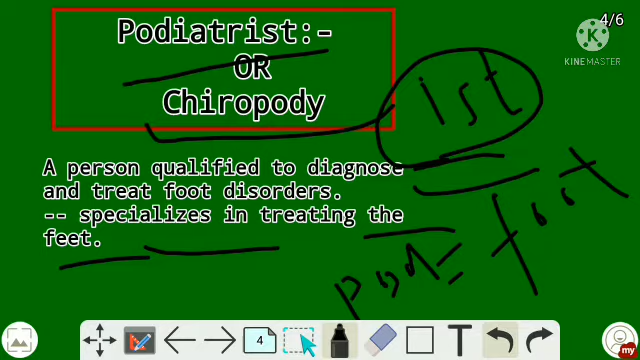 Podiatrist:-
OR
Chiropody
4/6
KINEMASTER
ist
A person qualified to diagnose
and treat foot disorders.
-- specializes in treating the
feet.
pod = foot
4
T
my